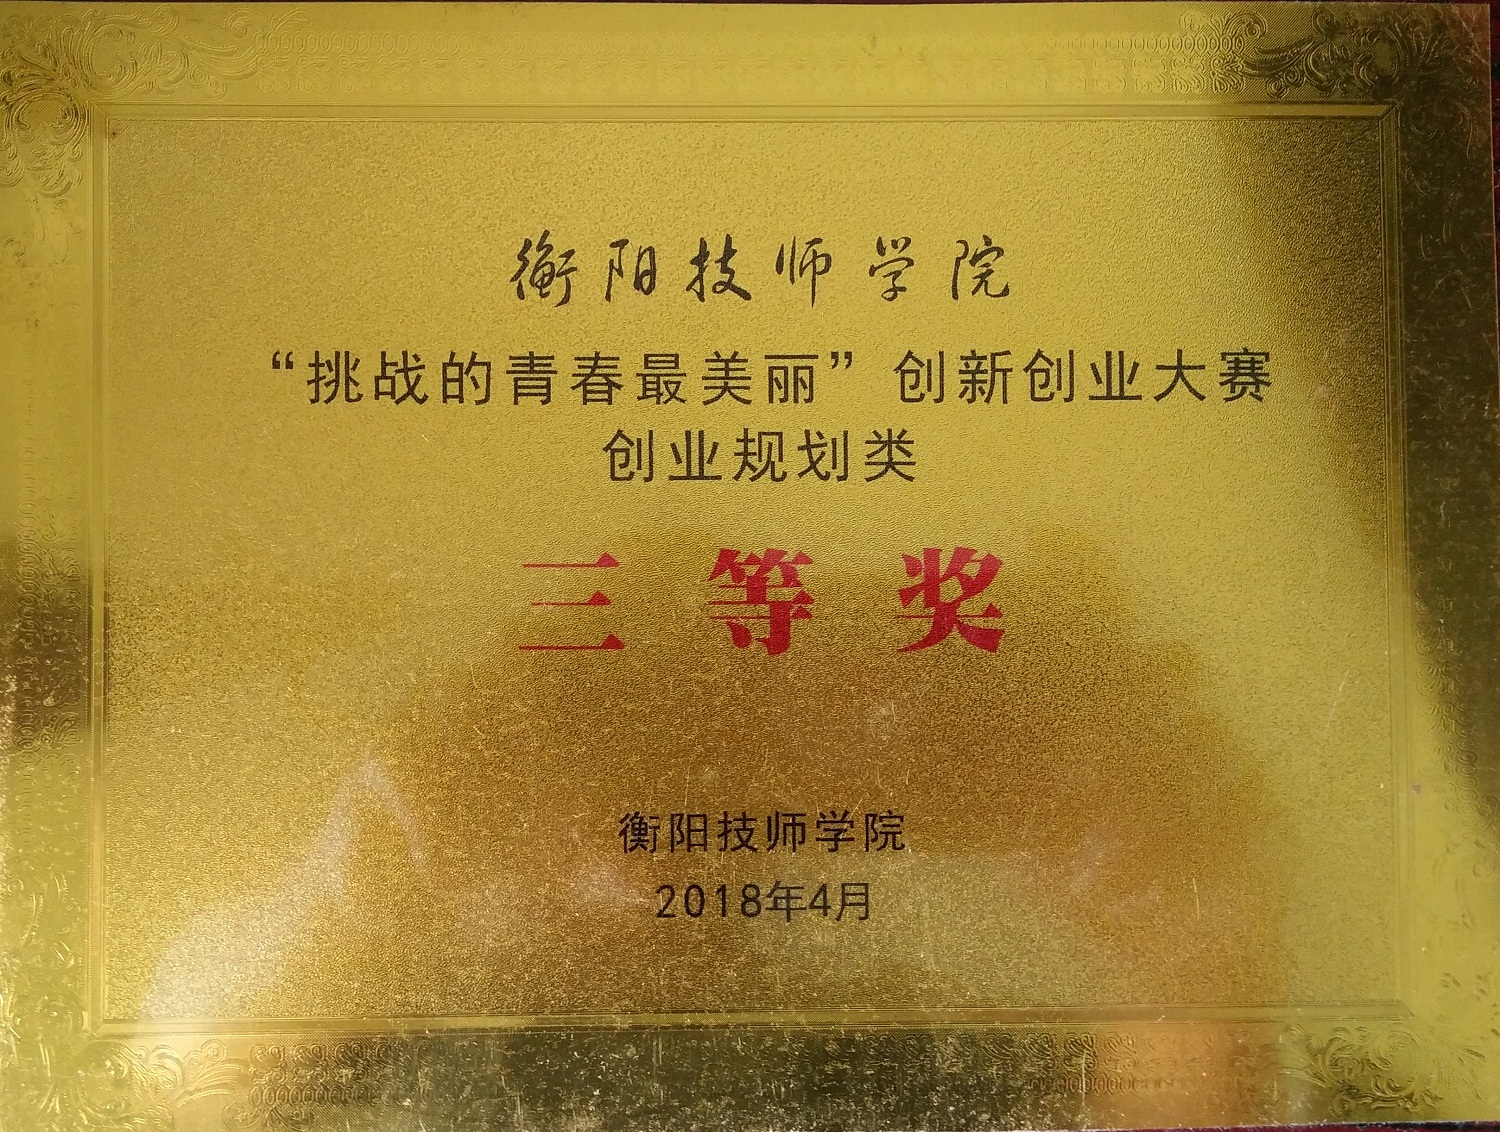 衡阳技师学院
“挑战的青春最美丽”创新创业大赛
创业规划类
三等奖
衡阳技师学院
2018年4月